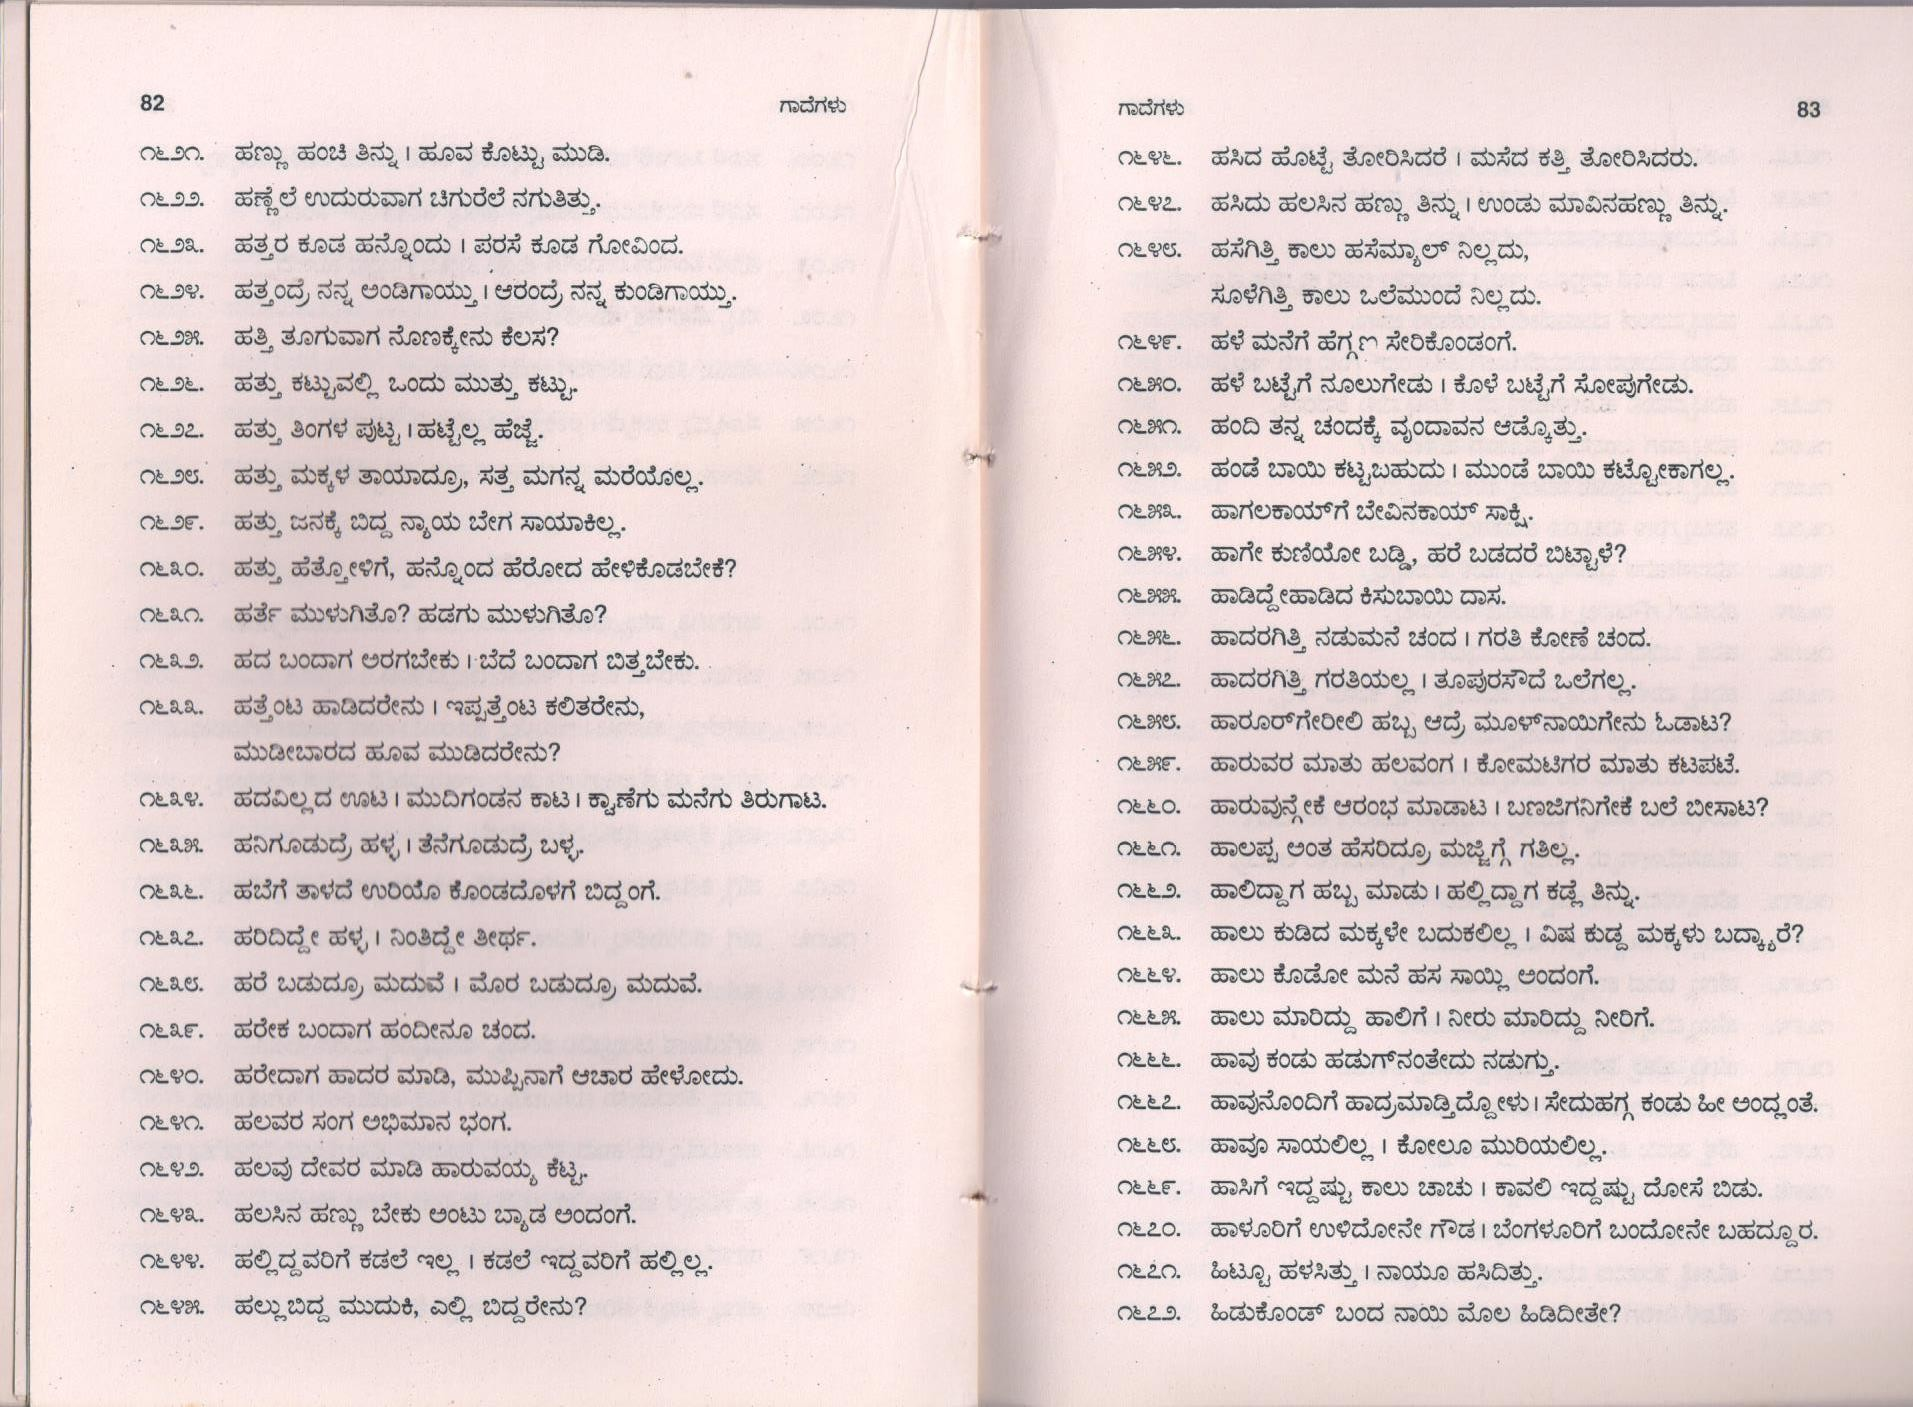 82
ಗಾದೆಗಳು
೧೬೨೧. ಹಣ್ಣು ಹಂಚಿ ತಿನ್ನು । ಹೂವ ಕೊಟ್ಟು ಮುಡಿ.
೧೬೨೨. ಹಣ್ಣೆಲೆ ಉದುರುವಾಗ ಚಿಗುರೆಲೆ ನಗುತಿತ್ತು.
೧೬೨೩. ಹತ್ತರ ಕೂಡ ಹನ್ನೊಂದು । ಪರಸೆ ಕೂಡ ಗೋವಿಂದ.
೧೬೨೪. ಹತ್ತಂದ್ರೆ ನನ್ನ ಅಂಡಿಗಾಯ್ತು । ಆರಂದ್ರೆ ನನ್ನ ಕುಂಡಿಗಾಯ್ತು.
೧೬೨೫. ಹತ್ತಿ ತೂಗುವಾಗ ನೊಣಕ್ಕೇನು ಕೆಲಸ?
೧೬೨೬. ಹತ್ತು ಕಟ್ಟುವಲ್ಲಿ ಒಂದು ಮುತ್ತು ಕಟ್ಟು.
೧೬೨೭. ಹತ್ತು ತಿಂಗಳ ಪುಟ್ಟ । ಹಟ್ಟೆಲ್ಲ ಹೆಜ್ಜೆ.
೧೬೨೮. ಹತ್ತು ಮಕ್ಕಳ ತಾಯಾದ್ರೂ, ಸತ್ತ ಮಗನ್ನ ಮರೆಯೊಲ್ಲ.
೧೬೨೯. ಹತ್ತು ಜನಕ್ಕೆ ಬಿದ್ದ ನ್ಯಾಯ ಬೇಗ ಸಾಯಾಕಿಲ್ಲ.
೧೬೩೦. ಹತ್ತು ಹೆತ್ತೋಳಿಗೆ, ಹನ್ನೊಂದ ಹೆರೋದ ಹೇಳಿಕೊಡಬೇಕೆ?
೧೬೩೧. ಹರ್ತೆ ಮುಳುಗಿತೊ? ಹಡಗು ಮುಳುಗಿತೊ?
೧೬೩೨. ಹದ ಬಂದಾಗ ಅರಗಬೇಕು । ಬೆದೆ ಬಂದಾಗ ಬಿತ್ತಬೇಕು.
೧೬೩೩. ಹತ್ತೆಂಟ ಹಾಡಿದರೇನು । ಇಪ್ಪತ್ತೆಂಟ ಕಲಿತರೇನು,
ಮುಡೀಬಾರದ ಹೂವ ಮುಡಿದರೇನು?
೧೬೩೪. ಹದವಿಲ್ಲದ ಊಟ । ಮುದಿಗಂಡನ ಕಾಟ । ಕ್ವಾಣೆಗು ಮನೆಗು ತಿರುಗಾಟ.
೧೬೩೫. ಹನಿಗೂಡುದ್ರೆ ಹಳ್ಳ । ತೆನೆಗೂಡುದ್ರೆ ಬಳ್ಳ.
೧೬೩೬. ಹಬೆಗೆ ತಾಳದೆ ಉರಿಯೊ ಕೊಂಡದೊಳಗೆ ಬಿದ್ದಂಗೆ.
೧೬೩೭. ಹರಿದಿದ್ದೇ ಹಳ್ಳ । ನಿಂತಿದ್ದೇ ತೀರ್ಥ.
೧೬೩೮. ಹರೆ ಬಡುದ್ರೂ ಮದುವೆ । ಮೊರ ಬಡುದ್ರೂ ಮದುವೆ.
೧೬೩೯. ಹರೇಕ ಬಂದಾಗ ಹಂದೀನೂ ಚಂದ.
೧೬೪೦. ಹರೇದಾಗ ಹಾದರ ಮಾಡಿ, ಮುಪ್ಪಿನಾಗೆ ಆಚಾರ ಹೇಳೋದು.
೧೬೪೧. ಹಲವರ ಸಂಗ ಅಭಿಮಾನ ಭಂಗ.
೧೬೪೨. ಹಲವು ದೇವರ ಮಾಡಿ ಹಾರುವಯ್ಯ ಕೆಟ್ಟ.
೧೬೪೩. ಹಲಸಿನ ಹಣ್ಣು ಬೇಕು ಅಂಟು ಬ್ಯಾಡ ಅಂದಂಗೆ.
೧೬೪೪. ಹಲ್ಲಿದ್ದವರಿಗೆ ಕಡಲೆ ಇಲ್ಲ । ಕಡಲೆ ಇದ್ದವರಿಗೆ ಹಲ್ಲಿಲ್ಲ.
೧೬೪೫. ಹಲ್ಲುಬಿದ್ದ ಮುದುಕಿ, ಎಲ್ಲಿ ಬಿದ್ದರೇನು?
ಗಾದೆಗಳು
83
೧೬೪೬. ಹಸಿದ ಹೊಟ್ಟೆ ತೋರಿಸಿದರೆ । ಮಸೆದ ಕತ್ತಿ ತೋರಿಸಿದರು.
೧೬೪೭. ಹಸಿದು ಹಲಸಿನ ಹಣ್ಣು ತಿನ್ನು । ಉಂಡು ಮಾವಿನಹಣ್ಣು ತಿನ್ನು.
೧೬೪೮. ಹಸೆಗಿತ್ತಿ ಕಾಲು ಹಸೆಮ್ಯಾಲ್ ನಿಲ್ಲದು,
ಸೂಳೆಗಿತ್ತಿ ಕಾಲು ಒಲೆಮುಂದೆ ನಿಲ್ಲದು.
೧೬೪೯. ಹಳೆ ಮನೆಗೆ ಹೆಗ್ಗಣ ಸೇರಿಕೊಂಡಂಗೆ.
೧೬೫೦. ಹಳೆ ಬಟ್ಟೆಗೆ ನೂಲುಗೇಡು । ಕೊಳೆ ಬಟ್ಟೆಗೆ ಸೋಪುಗೇಡು.
೧೬೫೧. ಹಂದಿ ತನ್ನ ಚಂದಕ್ಕೆ ವೃಂದಾವನ ಆಡ್ಕೊತ್ತು.
೧೬೫೨. ಹಂಡೆ ಬಾಯಿ ಕಟ್ಟಬಹುದು । ಮುಂಡೆ ಬಾಯಿ ಕಟ್ಟೋಕಾಗಲ್ಲ.
೧೬೫೩. ಹಾಗಲಕಾಯ್‌ಗೆ ಬೇವಿನಕಾಯ್ ಸಾಕ್ಷಿ.
೧೬೫೪. ಹಾಗೇ ಕುಣಿಯೋ ಬಡ್ಡಿ, ಹರೆ ಬಡದರೆ ಬಿಟ್ಟಾಳೆ?
೧೬೫೫. ಹಾಡಿದ್ದೇಹಾಡಿದ ಕಿಸುಬಾಯಿ ದಾಸ.
೧೬೫೬. ಹಾದರಗಿತ್ತಿ ನಡುಮನೆ ಚಂದ । ಗರತಿ ಕೋಣೆ ಚಂದ.
೧೬೫೭. ಹಾದರಗಿತ್ತಿ ಗರತಿಯಲ್ಲ । ತೂಪುರಸೌದೆ ಒಲೆಗಲ್ಲ.
೧೬೫೮. ಹಾರೂರ್‌ಗೇರೀಲಿ ಹಬ್ಬ ಆದ್ರೆ ಮೂಳ್‌ನಾಯಿಗೇನು ಓಡಾಟ?
೧೬೫೯. ಹಾರುವರ ಮಾತು ಹಲವಂಗ । ಕೋಮಟಿಗರ ಮಾತು ಕಟಪಟೆ.
೧೬೬೦. ಹಾರುವುನ್ಗೇಕೆ ಆರಂಭ ಮಾಡಾಟ । ಬಣಜಿಗನಿಗೇಕೆ ಬಲೆ ಬೀಸಾಟ?
೧೬೬೧. ಹಾಲಪ್ಪ ಅಂತ ಹೆಸರಿದ್ರೂ ಮಜ್ಜಿಗ್ಗೆ ಗತಿಲ್ಲ.
೧೬೬೨. ಹಾಲಿದ್ದಾಗ ಹಬ್ಬ ಮಾಡು । ಹಲ್ಲಿದ್ದಾಗ ಕಡ್ಲೆ ತಿನ್ನು.
೧೬೬೩. ಹಾಲು ಕುಡಿದ ಮಕ್ಕಳೇ ಬದುಕಲಿಲ್ಲ । ವಿಷ ಕುಡ್ದ ಮಕ್ಕಳು ಬದ್ಕ್ಯಾರೆ?
೧೬೬೪. ಹಾಲು ಕೊಡೋ ಮನೆ ಹಸ ಸಾಯ್ಲಿ ಅಂದಂಗೆ.
೧೬೬೫. ಹಾಲು ಮಾರಿದ್ದು ಹಾಲಿಗೆ । ನೀರು ಮಾರಿದ್ದು ನೀರಿಗೆ.
೧೬೬೬. ಹಾವು ಕಂಡು ಹಡುಗ್‌ನಂತೇದು ನಡುಗ್ತು.
೧೬೬೭. ಹಾವುನೊಂದಿಗೆ ಹಾದ್ರಮಾಡ್ತಿದ್ದೋಳು । ಸೇದುಹಗ್ಗ ಕಂಡು ಹೀ ಅಂದ್ಲಂತೆ.
೧೬೬೮. ಹಾವೂ ಸಾಯಲಿಲ್ಲ । ಕೋಲೂ ಮುರಿಯಲಿಲ್ಲ.
೧೬೬೯. ಹಾಸಿಗೆ ಇದ್ದಷ್ಟು ಕಾಲು ಚಾಚು । ಕಾವಲಿ ಇದ್ದಷ್ಟು ದೋಸೆ ಬಿಡು.
೧೬೭೦. ಹಾಳೂರಿಗೆ ಉಳಿದೋನೇ ಗೌಡ । ಬೆಂಗಳೂರಿಗೆ ಬಂದೋನೇ ಬಹದ್ದೂರ.
೧೬೭೧. ಹಿಟ್ಟೂ ಹಳಸಿತ್ತು । ನಾಯೂ ಹಸಿದಿತ್ತು.
೧೬೭೨. ಹಿಡುಕೊಂಡ್ ಬಂದ ನಾಯಿ ಮೊಲ ಹಿಡಿದೀತೇ?